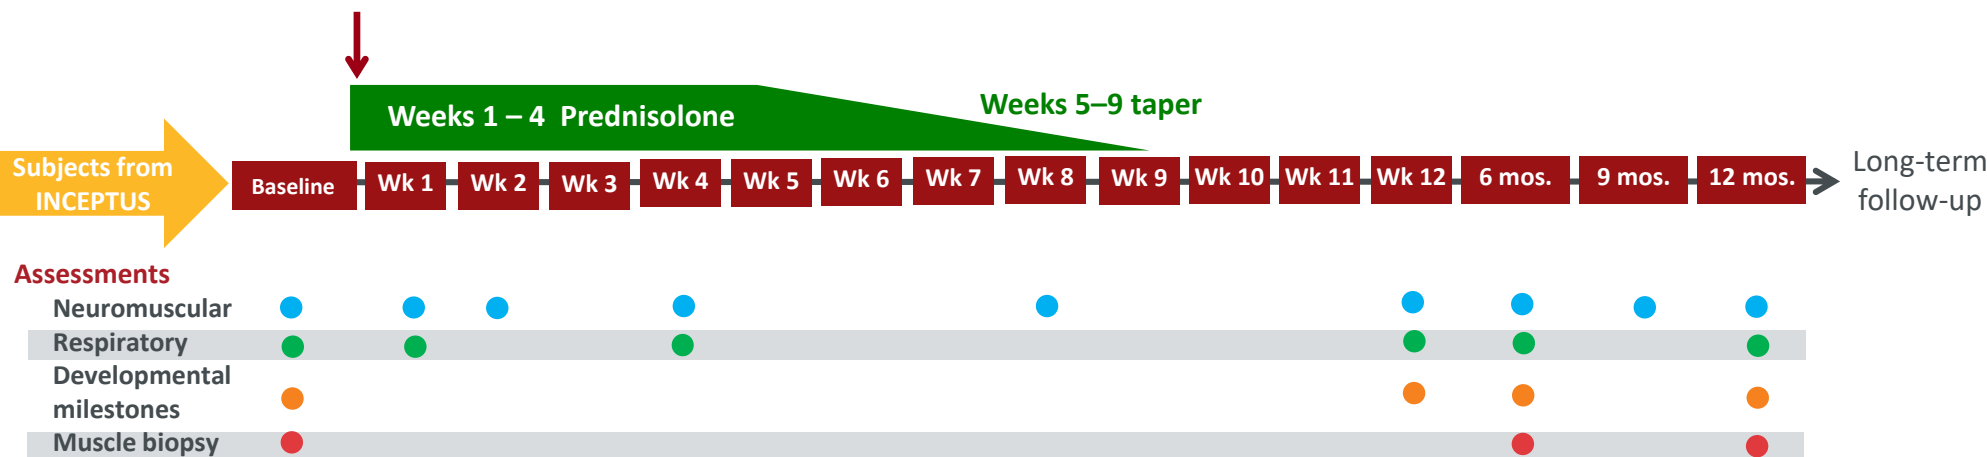 Weeks 1 – 4 Prednisolone
Weeks 5–9 taper
Subjects from
INCEPTUS
Baseline
Wk 1
Wk 2
Wk 3
Wk 4
Wk 5
Wk 6
Wk 7
Wk 8
Wk 9
Wk 10
Wk 11
Wk 12
6 mos.
9 mos.
12 mos.
Long-term
follow-up
Assessments
Neuromuscular
Respiratory
Developmental
milestones
Muscle biopsy